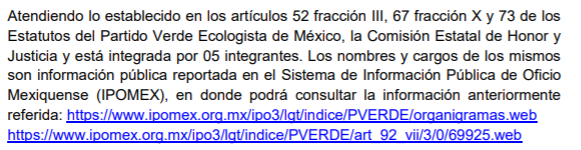 Atendiendo lo establecido en los artículos 52 fracción III, 67 fracción X y 73 de los
Estatutos del Partido Verde Ecologista de México, la Comisión Estatal de Honor y
Justicia y está integrada por 05 integrantes. Los nombres y cargos de los mismos
son información pública reportada en el Sistema de Información Pública de Oficio
Mexiquense (IPOMEX), en donde podrá consultar la información anteriormente
referida: https://www.ipomex.org.mx/ipo3/lgt/indice/PVERDE/organigramas.web
https://www.ipomex.org.mx/ipo3/lgt/indice/PVERDE/art_92_vii/3/0/69925.web